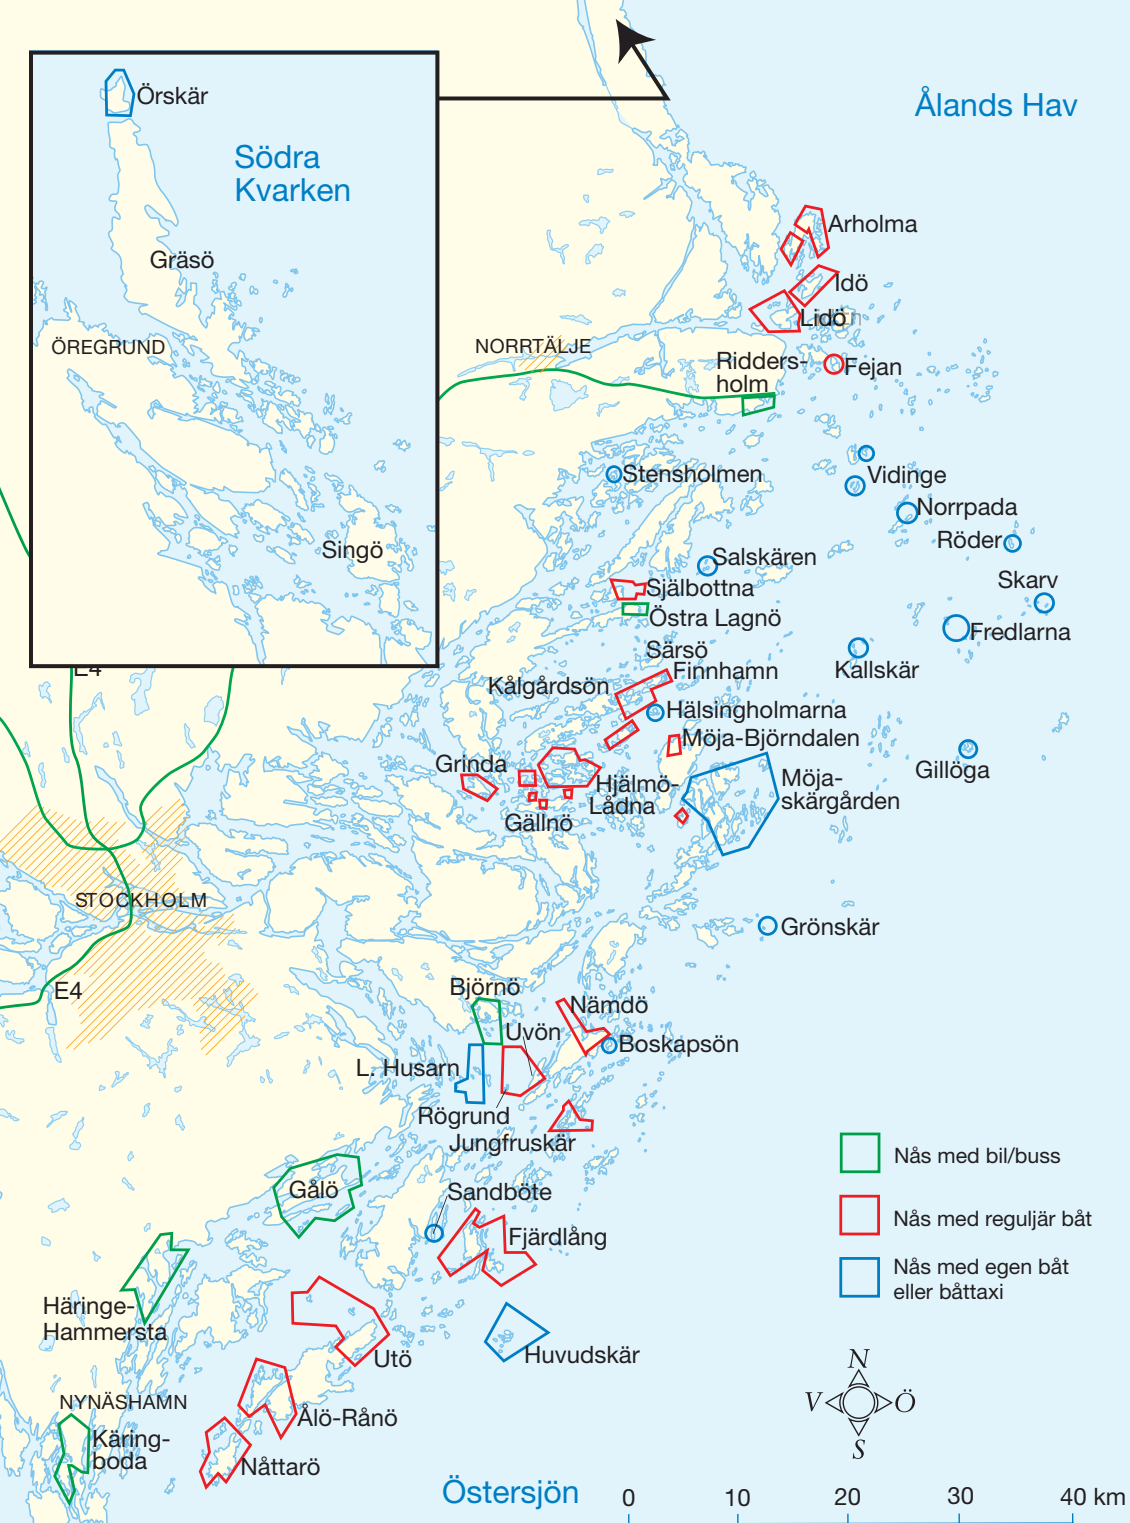 Örskär
Södra
Kvarken
Gräsö
ÖREGRUND
Singö
Ålands Hav
Arholma
Idö
Lidö
NORRTÄLJE
Ridders-
holm
Fejan
Stensholmen
Vidinge
Norrpada
Röder
Salskären
Skarv
Själbottna
Östra Lagnö
Fredlarna
Särsö
Finnhamn
Kallskär
Kålgårdsön
Hälsingholmarna
Möja-Björndalen
Gillöga
Grinda
Hjälmö-
Lådna
Möja-
skärgården
Gällnö
E4
STOCKHOLM
Grönskär
E4
Björnö
Nämdö
Uvön
Boskapsön
L. Husarn
Rögrund
Jungfruskär
Gålö
Sandböte
Fjärdlång
Häringe-
Hammersta
Utö
Huvudskär
NYNÄSHAMN
Ålö-Rånö
Käring-
boda
Nåttarö
Nås med bil/buss
Nås med reguljär båt
Nås med egen båt
eller båttaxi
N
V Ö
S
Östersjön
0 10 20 30 40 km